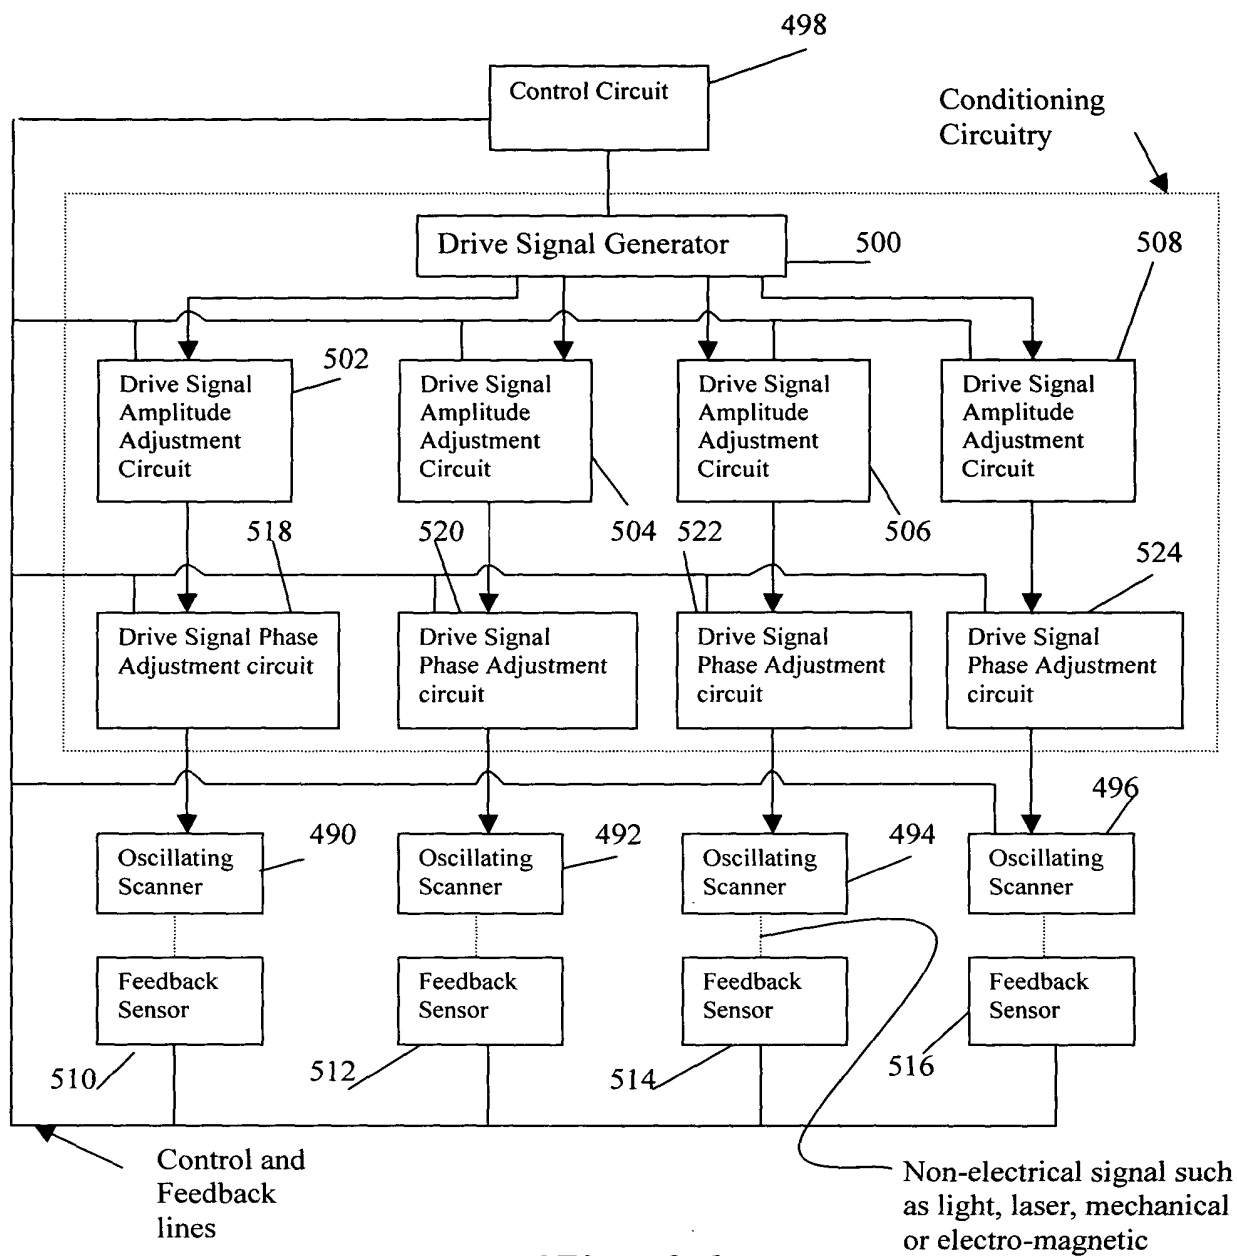 498
Control Circuit
Conditioning
Circuitry
Drive Signal Generator
500
508
502
Drive Signal
Amplitude
Adjustment
Circuit
Drive Signal
Amplitude
Adjustment
Circuit
Drive Signal
Amplitude
Adjustment
Circuit
Drive Signal
Amplitude
Adjustment
Circuit
518
520
504
522
506
524
Drive Signal Phase
Adjustment circuit
Drive Signal
Phase Adjustment
circuit
Drive Signal
Phase Adjustment
circuit
Drive Signal
Phase Adjustment
circuit
490
492
494
496
Oscillating
Scanner
Oscillating
Scanner
Oscillating
Scanner
Oscillating
Scanner
Feedback
Sensor
Feedback
Sensor
Feedback
Sensor
Feedback
Sensor
510
512
514
516
Control and
Feedback
lines
Non-electrical signal such
as light, laser, mechanical
or electro-magnetic